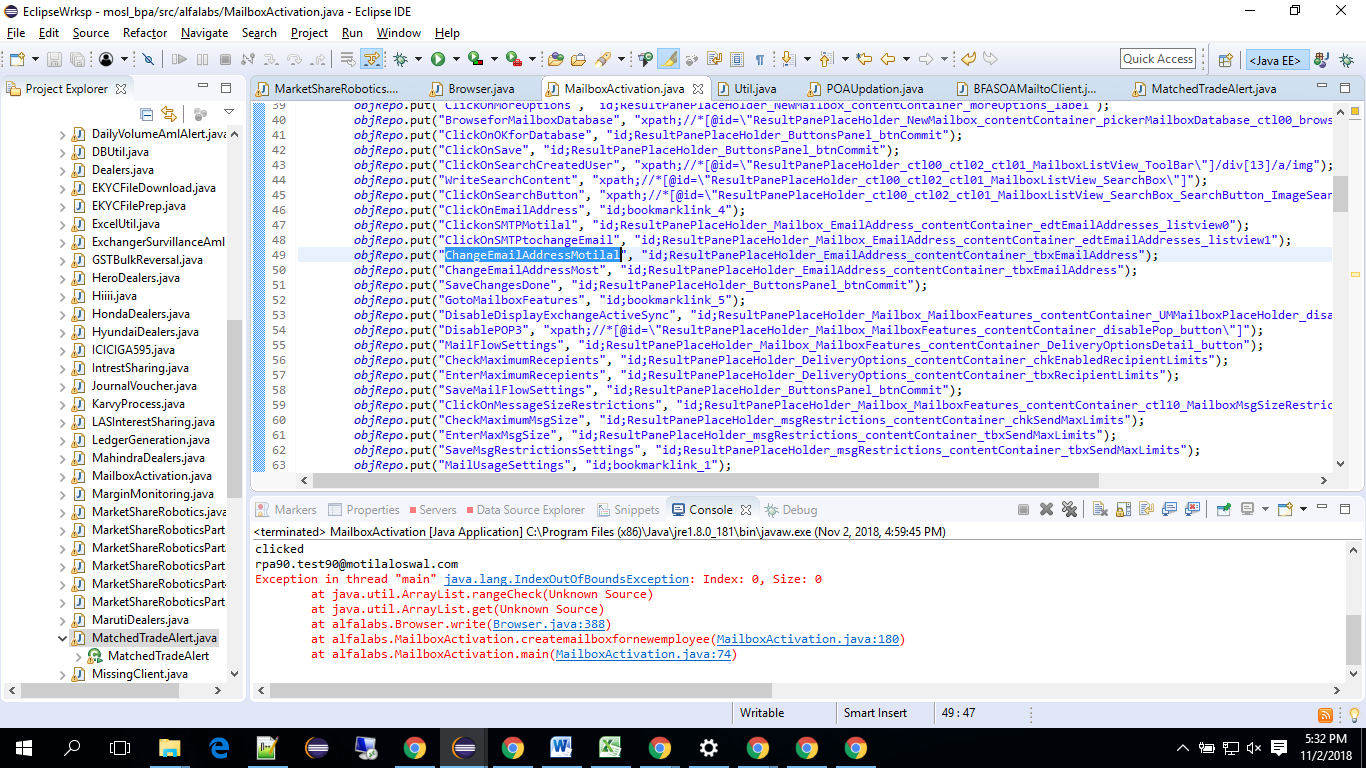 EclipseWrksp - mosl_bpa/src/alfalabs/MailboxActivation.java - Eclipse IDE
File Edit Source Refactor Navigate Search Project Run Window Help
Quick Access
<Java EE>
Project Explorer
MarketShareRobotics.... Browser.java MailboxActivation.java Util.java POAUpdation.java BFASOAMailtoClient.j... MatchedTradeAlert.java
DailyVolumeAmlAlert.java
DBUtil.java
Dealers.java
EKYCFileDownload.java
EKYCFilePrep.java
ExcelUtil.java
ExchangerSurvillanceAml
GSTBulkReversal.java
HeroDealers.java
Hiiii.java
HondaDealers.java
HyundaiDealers.java
ICICIGA595.java
IntrestSharing.java
JournalVoucher.java
KarvyProcess.java
LASInterestSharing.java
LedgerGeneration.java
MahindraDealers.java
MailboxActivation.java
MarginMonitoring.java
MarketShareRobotics.java
MarketShareRoboticsPart
MarketShareRoboticsPart
MarketShareRoboticsPart
MarketShareRoboticsPart
MarketShareRoboticsPart
MarutiDealers.java
MatchedTradeAlert.java
MatchedTradeAlert
MissingClient.java
39 objRepo.put("ClickOnMoreOptions", "id;ResultPanePlaceHolder_NewMailbox_contentContainer_moreOptions_label");
40 objRepo.put("BrowseforMailboxDatabase", "xpath;//*[@id=\"ResultPanePlaceHolder_NewMailbox_contentContainer_pickerMailboxDatabase_ctl00_brows
41 objRepo.put("ClickOnOKforDatabase", "id;ResultPanePlaceHolder_ButtonsPanel_btnCommit");
42 objRepo.put("ClickOnSave", "id;ResultPanePlaceHolder_ButtonsPanel_btnCommit");
43 objRepo.put("ClickOnSearchCreatedUser", "xpath;//*[@id=\"ResultPanePlaceHolder_ctl00_ctl02_ctl01_MailboxListView_ToolBar\"]/div[13]/a/img");
44 objRepo.put("WriteSearchContent", "xpath;//*[@id=\"ResultPanePlaceHolder_ctl00_ctl02_ctl01_MailboxListView_SearchBox\"]");
45 objRepo.put("ClickOnSearchButton", "xpath;//*[@id=\"ResultPanePlaceHolder_ctl00_ctl02_ctl01_MailboxListView_SearchBox_SearchButton_ImageSear
46 objRepo.put("ClickOnEmailAddress", "id;bookmarklink_4");
47 objRepo.put("ClickonSMTPMotilal", "id;ResultPanePlaceHolder_Mailbox_EmailAddress_contentContainer_edtEmailAddresses_listview0");
48 objRepo.put("ClickonSMTPtochangeEmail", "id;ResultPanePlaceHolder_Mailbox_EmailAddress_contentContainer_edtEmailAddresses_listview1");
49 objRepo.put("ChangeEmailAddressMotilal", "id;ResultPanePlaceHolder_EmailAddress_contentContainer_tbxEmailAddress");
50 objRepo.put("ChangeEmailAddressMost", "id;ResultPanePlaceHolder_EmailAddress_contentContainer_tbxEmailAddress");
51 objRepo.put("SaveChangesDone", "id;ResultPanePlaceHolder_ButtonsPanel_btnCommit");
52 objRepo.put("GotoMailboxFeatures", "id;bookmarklink_5");
53 objRepo.put("DisableDisplayExchangeActiveSync", "id;ResultPanePlaceHolder_Mailbox_MailboxFeatures_contentContainer_UMMailboxPlaceHolder_disa
54 objRepo.put("DisablePOP3", "xpath;//*[@id=\"ResultPanePlaceHolder_Mailbox_MailboxFeatures_contentContainer_disablePop_button\"]");
55 objRepo.put("MailFlowSettings", "id;ResultPanePlaceHolder_Mailbox_MailboxFeatures_contentContainer_DeliveryOptionsDetail_button");
56 objRepo.put("CheckMaximumRecepients", "id;ResultPanePlaceHolder_DeliveryOptions_contentContainer_chkEnabledRecipientLimits");
57 objRepo.put("EnterMaximumRecepients", "id;ResultPanePlaceHolder_DeliveryOptions_contentContainer_tbxRecipientLimits");
58 objRepo.put("SaveMailFlowSettings", "id;ResultPanePlaceHolder_ButtonsPanel_btnCommit");
59 objRepo.put("ClickOnMessageSizeRestrictions", "id;ResultPanePlaceHolder_Mailbox_MailboxFeatures_contentContainer_ctl10_MailboxMsgSizeRestric
60 objRepo.put("CheckMaximumMsgSize", "id;ResultPanePlaceHolder_msgRestrictions_contentContainer_chkSendMaxLimits");
61 objRepo.put("EnterMaxMsgSize", "id;ResultPanePlaceHolder_msgRestrictions_contentContainer_tbxSendMaxLimits");
62 objRepo.put("SaveMsgRestrictionsSettings", "id;ResultPanePlaceHolder_msgRestrictions_contentContainer_tbxSendMaxLimits");
63 objRepo.put("MailUsageSettings", "id;bookmarklink_1");
Markers Properties Servers Data Source Explorer Snippets Console Debug
<terminated> MailboxActivation [Java Application] C:\Program Files (x86)\Java\jre1.8.0_181\bin\javaw.exe (Nov 2, 2018, 4:59:45 PM)
clicked
rpa90.test90@motilaloswal.com
Exception in thread "main" java.lang.IndexOutOfBoundsException: Index: 0, Size: 0
at java.util.ArrayList.rangeCheck(Unknown Source)
at java.util.ArrayList.get(Unknown Source)
at alfalabs.Browser.write(Browser.java:388)
at alfalabs.MailboxActivation.createmailboxfornewemployee(MailboxActivation.java:180)
at alfalabs.MailboxActivation.main(MailboxActivation.java:74)
Writable Smart Insert 49 : 47
5:32 PM
11/2/2018